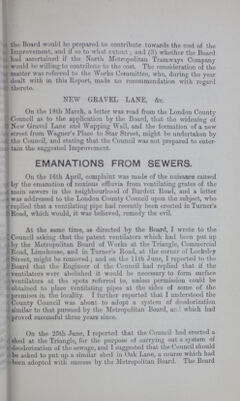 the Board would be prepared to contribute towards the cost of the
Improvement, and if so to what extent; and (3) whether the Board
had ascertained if the North Metropolitan Tramways Company
would be willing to contribute to the cost. The consideration of the
matter was referred to the Works Committee, who, during the year
dealt with in this Report, made no recommendation with regard
thereto.
NEW GRAVEL LANE, &c.
On the 18th March, a letter was read from the London County
Council as to the application by the Board, that the widening of
New Gravel Lane and Wapping Wall, and the formation of a new
street from Wagner's Place to Star Street, might be undertaken by
the Council, and stating that the Council was not prepared to enter-
tain the suggested Improvement.
EMANATIONS FROM SEWERS.
On the 16th April, complaint was made of the nuisance caused
by the emanation of noxious effluvia from ventilating grates of the
main sewers in the neighbourhood of Burdett Road, and a letter
was addressed to the London County Council upon the subject, who
replied that a ventilating pipe had recently been erected in Turner's
Road, which would, it was believed, remedy the evil.
At the same time, as directed by the Board, I wrote to the
Council asking that the patent ventilators which had been put up
by the Metropolitan Board of Works at the Triangle, Commercial
Road, Limehouse, and in Turner's Road, at the corner of Locksley
Street, might be removed; and on the 11th June, I reported to the
Board that the Engineer of the Council had replied that if the
ventilators were abolished it would be necessary to form surface
ventilators at the spots referred to, unless permission could be
obtained to place ventilating pipes at the sides of some of the
premises in the locality. I further reported that I understood the
County Council was about to adopt a system of deodorization
similar to that pursued by the Metropolitan Board, and which had
proved successful three years since.
On the 25th June, I reported that the Council had erected a
shed at the Triangle, for the purpose of carrying out a system of
deodorization of the sewage, and I suggested that the Council should
be asked to put up a similar shed in Oak Lane, a course which had
been adopted with success by the Metropolitan Board. The Board